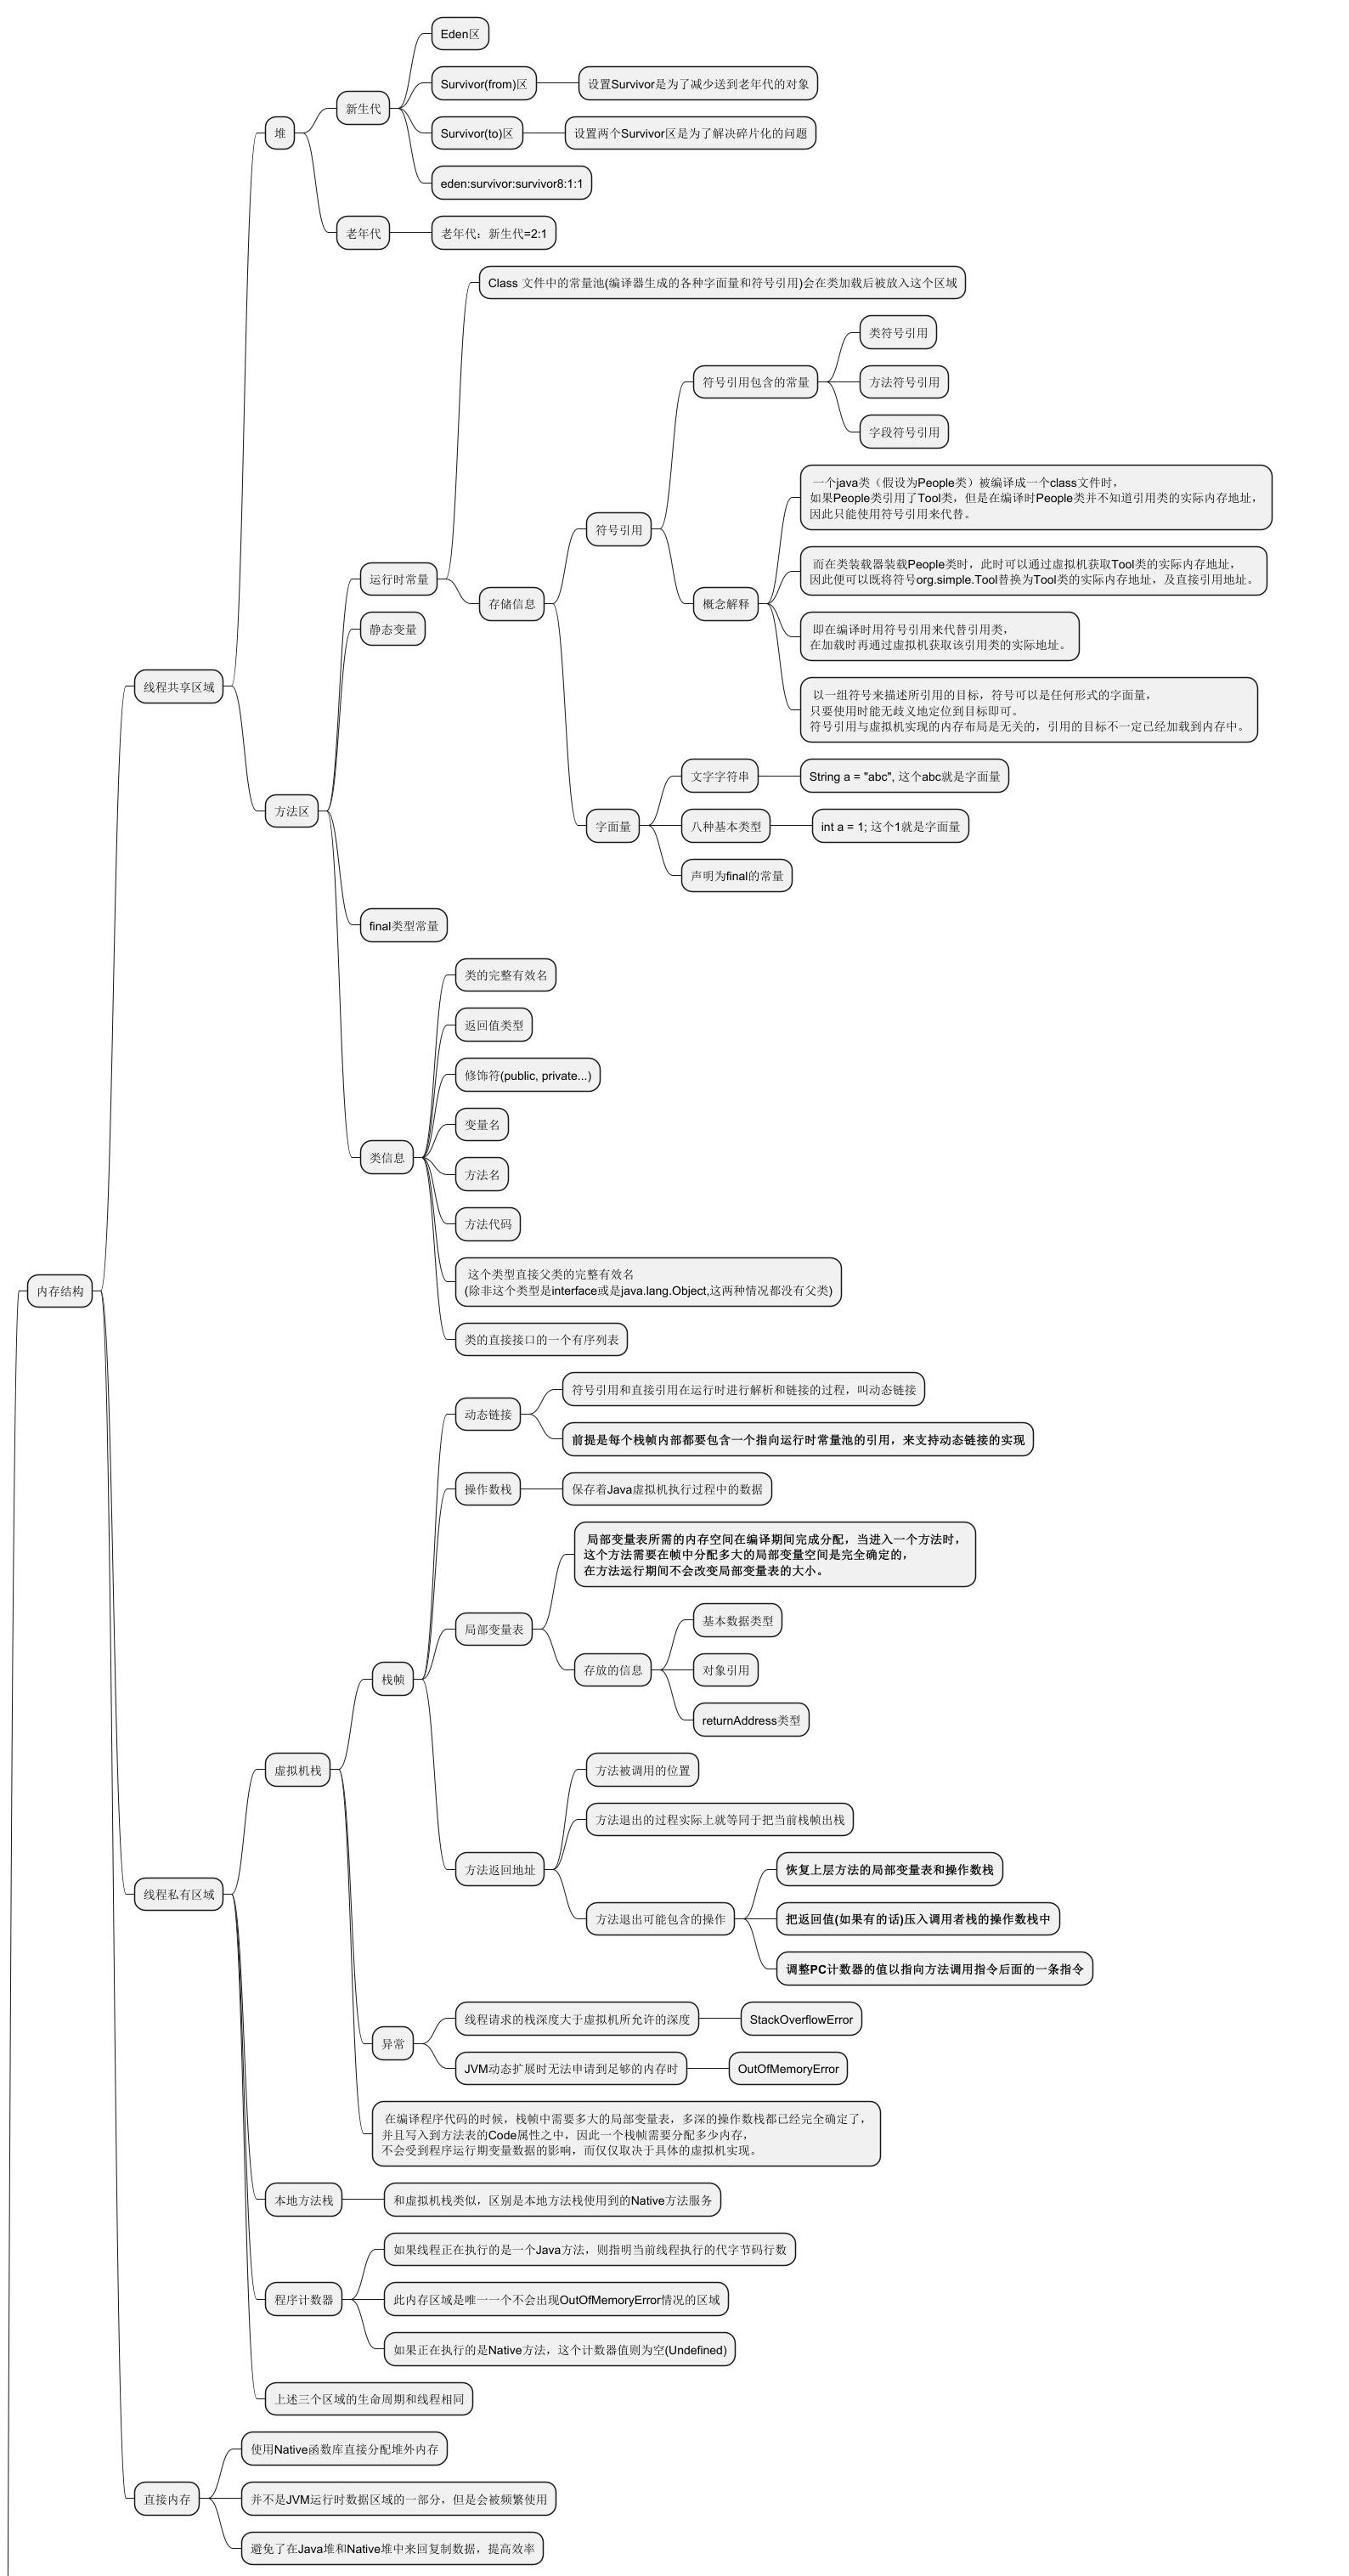 Eden区
Survivor(from)区
设置Survivor是为了减少送到老年代的对象
新生代
堆
Survivor(to)区
设置两个Survivor区是为了解决碎片化的问题
eden:survivor:survivor8:1:1
老年代
老年代：新生代=2:1
Class 文件中的常量池(编译器生成的各种字面量和符号引用)会在类加载后被放入这个区域
类符号引用
符号引用包含的常量
方法符号引用
字段符号引用
一个java类（假设为People类）被编译成一个class文件时，
如果People类引用了Tool类，但是在编译时People类并不知道引用类的实际内存地址，
因此只能使用符号引用来代替。
符号引用
而在类装载器装载People类时，此时可以通过虚拟机获取Tool类的实际内存地址，
因此便可以既将符号org.simple.Tool替换为Tool类的实际内存地址，及直接引用地址。
运行时常量
存储信息
概念解释
静态变量
即在编译时用符号引用来代替引用类，
在加载时再通过虚拟机获取该引用类的实际地址。
线程共享区域
以一组符号来描述所引用的目标，符号可以是任何形式的字面量，
只要使用时能无歧义地定位到目标即可。
符号引用与虚拟机实现的内存布局是无关的，引用的目标不一定已经加载到内存中。
文字字符串
String a = "abc", 这个abc就是字面量
方法区
字面量
八种基本类型
int a = 1; 这个1就是字面量
声明为final的常量
final类型常量
类的完整有效名
返回值类型
修饰符(public, private...)
变量名
类信息
方法名
方法代码
这个类型直接父类的完整有效名
(除非这个类型是interface或是java.lang.Object,这两种情况都没有父类)
内存结构
类的直接接口的一个有序列表
符号引用和直接引用在运行时进行解析和链接的过程，叫动态链接
动态链接
前提是每个栈帧内部都要包含一个指向运行时常量池的引用，来支持动态链接的实现
操作数栈
保存着Java虚拟机执行过程中的数据
局部变量表所需的内存空间在编译期间完成分配，当进入一个方法时，
这个方法需要在帧中分配多大的局部变量空间是完全确定的，
在方法运行期间不会改变局部变量表的大小。
局部变量表
基本数据类型
存放的信息
对象引用
returnAddress类型
栈帧
虚拟机栈
方法被调用的位置
方法退出的过程实际上就等同于把当前栈帧出栈
方法返回地址
恢复上层方法的局部变量表和操作数栈
线程私有区域
方法退出可能包含的操作
把返回值(如果有的话)压入调用者栈的操作数栈中
调整PC计数器的值以指向方法调用指令后面的一条指令
线程请求的栈深度大于虚拟机所允许的深度
StackOverflowError
异常
JVM动态扩展时无法申请到足够的内存时
OutOfMemoryError
在编译程序代码的时候，栈帧中需要多大的局部变量表，多深的操作数栈都已经完全确定了，
并且写入到方法表的Code属性之中，因此一个栈帧需要分配多少内存，
不会受到程序运行期变量数据的影响，而仅仅取决于具体的虚拟机实现。
本地方法栈
和虚拟机栈类似，区别是本地方法栈使用到的Native方法服务
如果线程正在执行的是一个Java方法，则指明当前线程执行的代字节码行数
程序计数器
此内存区域是唯一一个不会出现OutOfMemoryError情况的区域
如果正在执行的是Native方法，这个计数器值则为空(Undefined)
上述三个区域的生命周期和线程相同
使用Native函数库直接分配堆外内存
直接内存
并不是JVM运行时数据区域的一部分，但是会被频繁使用
避免了在Java堆和Native堆中来回复制数据，提高效率